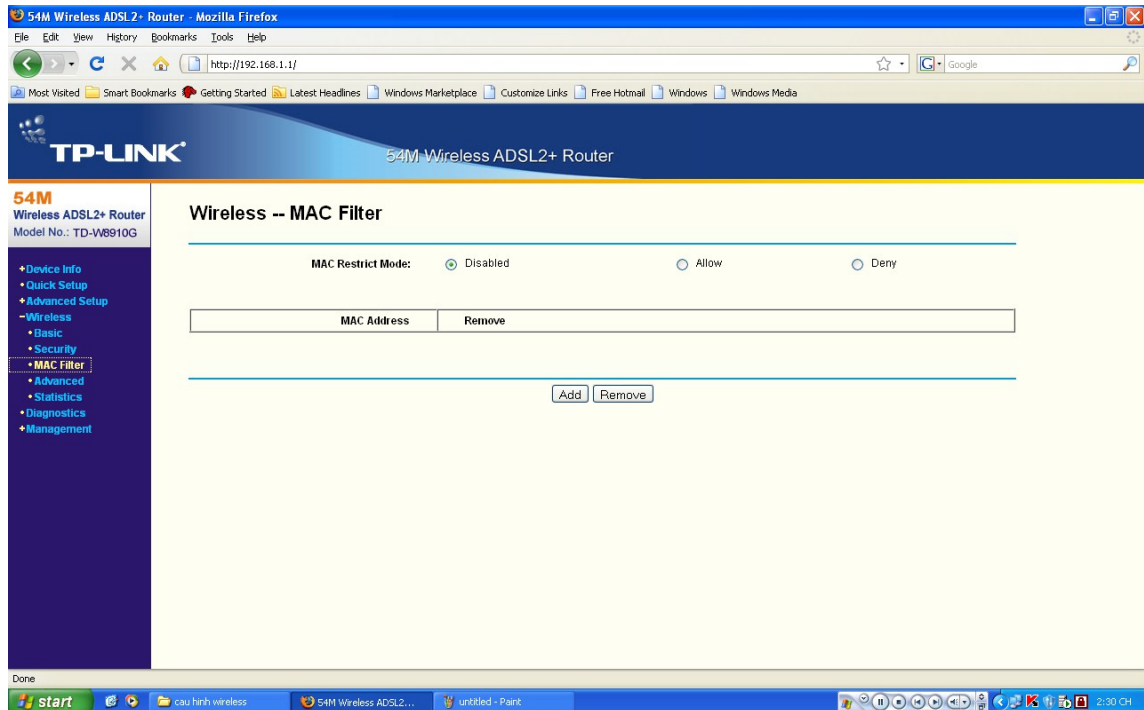 54M Wireless ADSL2+ Router - Mozilla Firefox
File Edit View History Bookmarks Tools Help
http://192.168.1.1/
G Google
Most Visited Smart Bookmarks Getting Started Latest Headlines Windows Marketplace Customize Links Free Hotmail Windows Windows Media
TP-LINK
54M Wireless ADSL2+ Router
54M
Wireless ADSL2+ Router
Model No.: TD-W8910G
+Device Info
•Quick Setup
+Advanced Setup
-Wireless
•Basic
•Security
•MAC Filter
•Advanced
•Statistics
•Diagnostics
+Management
Wireless -- MAC Filter
MAC Restrict Mode: Disabled Allow Deny
MAC Address Remove
Add Remove
Done
start cau hinh wireless 54M Wireless ADSL2... untitled - Paint 2:30 CH